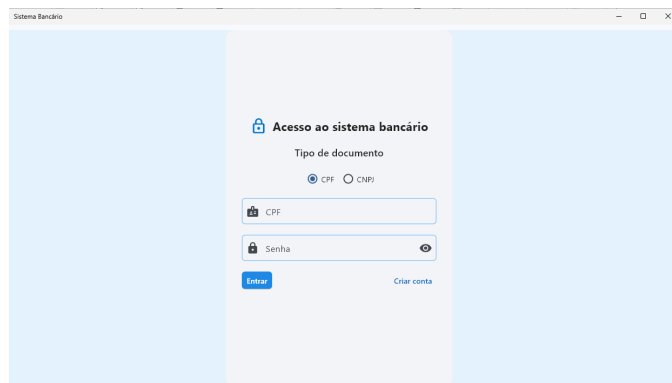 Sistema Bancário
Acesso ao sistema bancário
Tipo de documento
CPF CNPJ
CPF
Senha
Entrar Criar conta